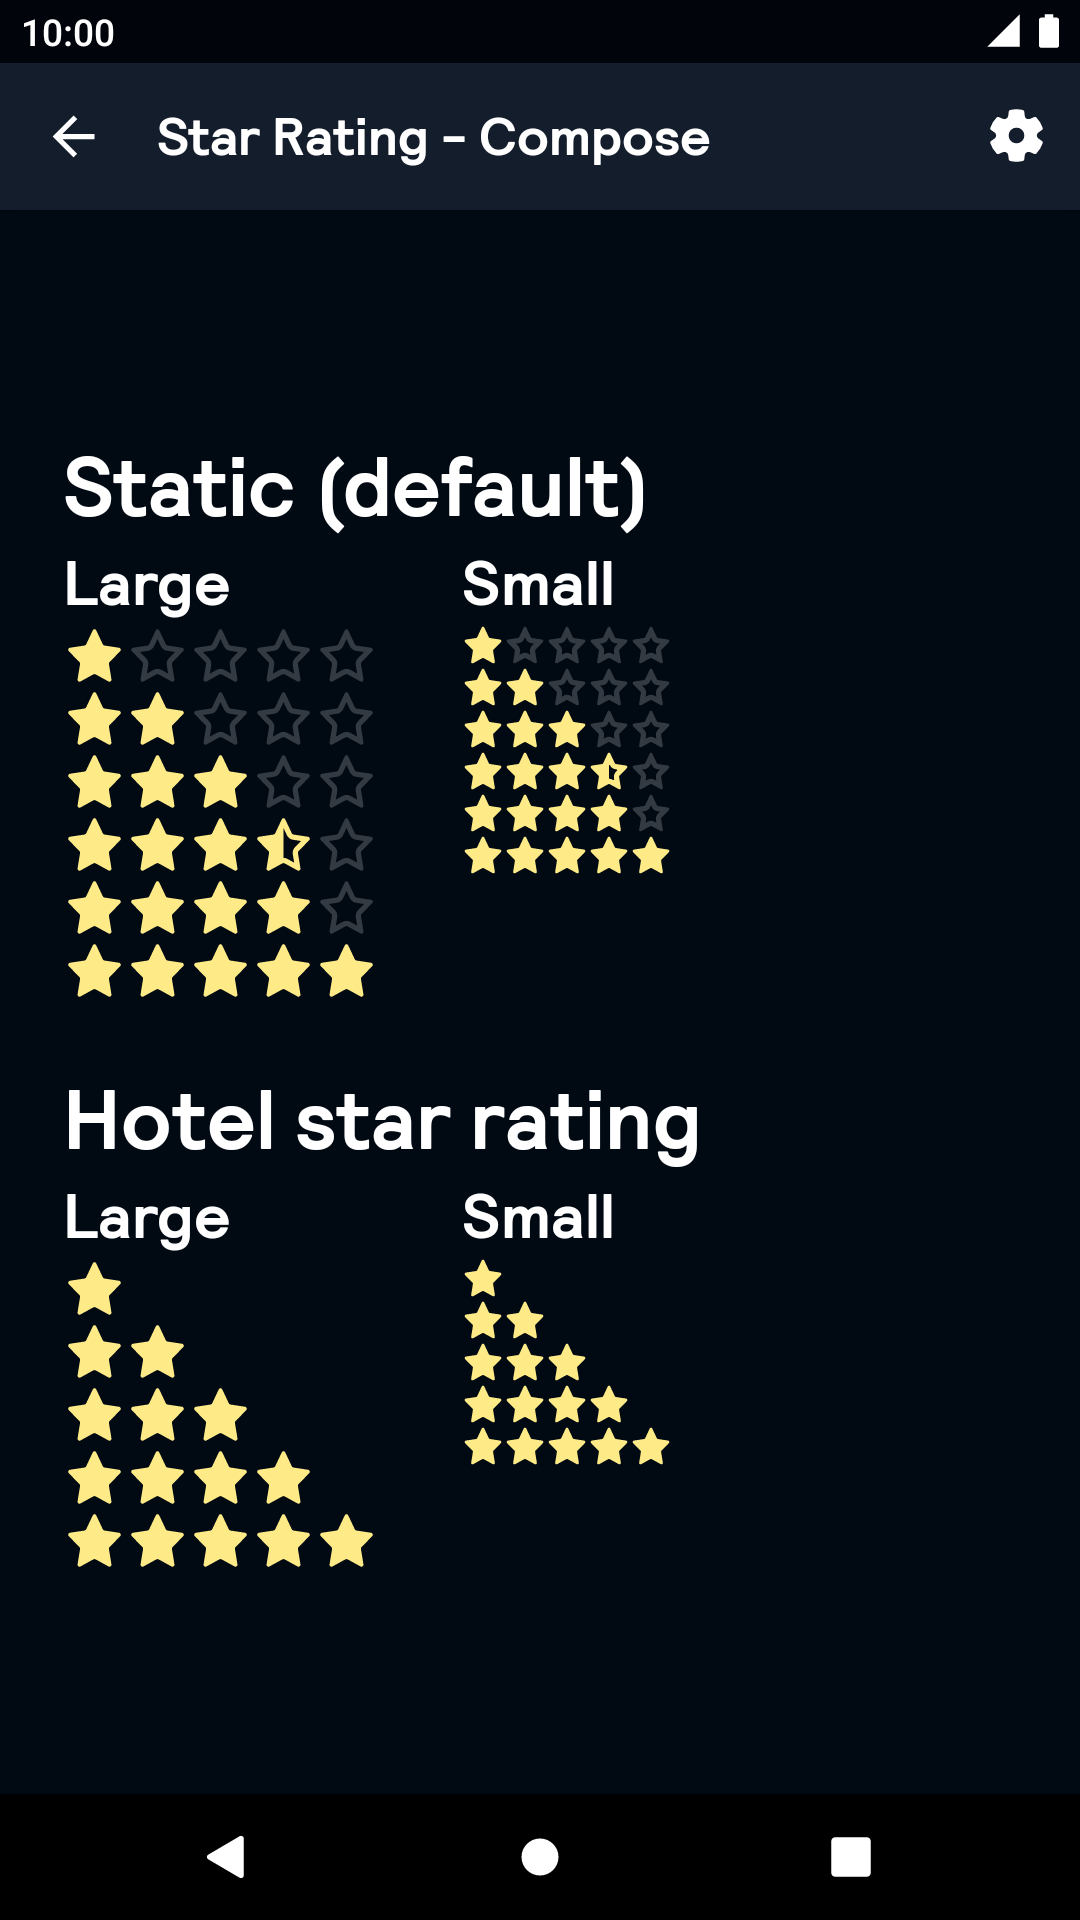 10:00
Star Rating - Compose
Static (default)
Large Small
Hotel star rating
Large Small